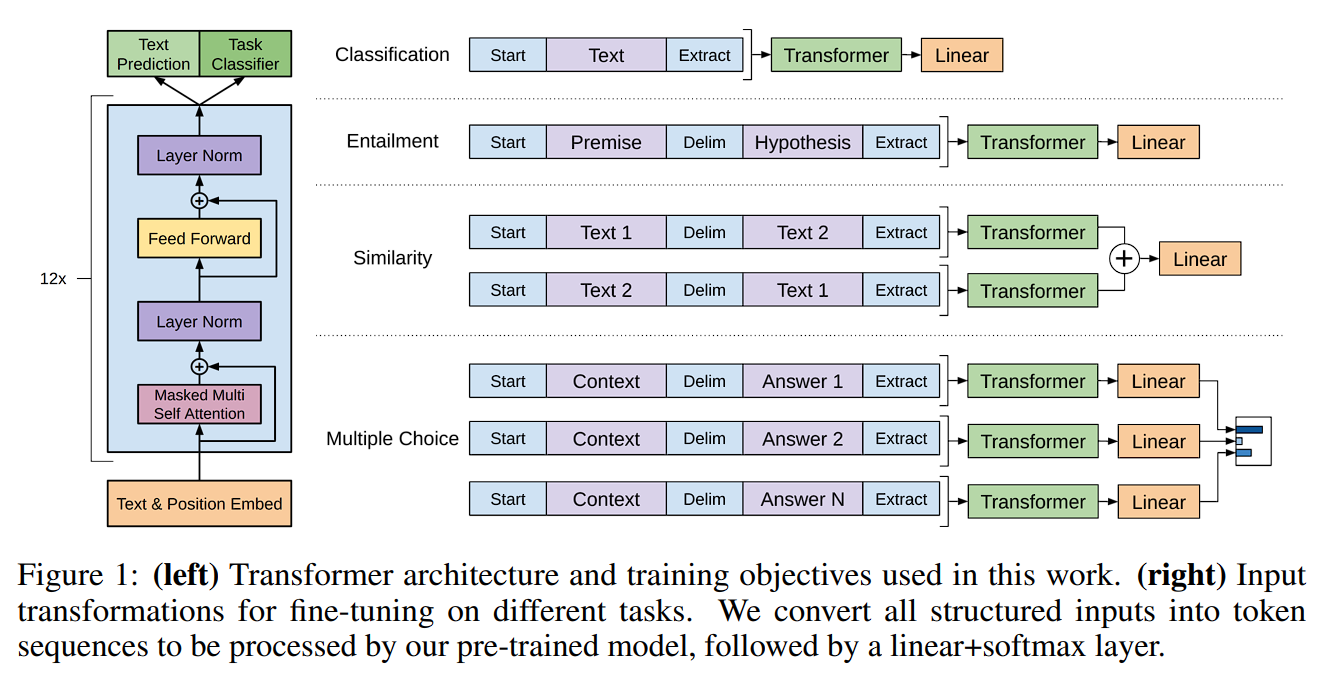 Text
Prediction
Task
Classifier
12x
Layer Norm
Feed Forward
Layer Norm
Masked Multi
Self Attention
Text & Position Embed
Classification
Start Text Extract Transformer Linear
Entailment
Start Premise Delim Hypothesis Extract Transformer Linear
Similarity
Start Text 1 Delim Text 2 Extract Transformer
Start Text 2 Delim Text 1 Extract Transformer
Linear
Multiple Choice
Start Context Delim Answer 1 Extract Transformer Linear
Start Context Delim Answer 2 Extract Transformer Linear
Start Context Delim Answer N Extract Transformer Linear
Figure 1: (left) Transformer architecture and training objectives used in this work. (right) Input
transformations for fine-tuning on different tasks. We convert all structured inputs into token
sequences to be processed by our pre-trained model, followed by a linear+softmax layer.